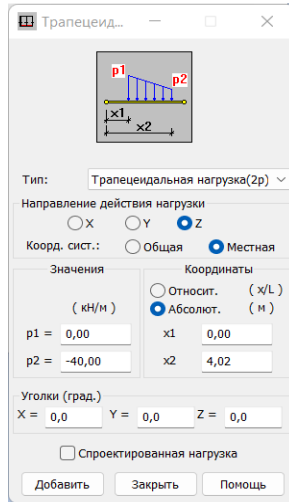 Трапецеид...
p1
p2
x1
x2
Тип: Трапецеидальная нагрузка(2p)
Направление действия нагрузки
X Y Z
Коорд. сист.: Общая Местная
Значения Координаты
Относит. ( x/L )
( кН/м ) Абсолют. ( м )
p1 = 0,00 x1 0,00
p2 = -40,00 x2 4,02
Уголки (град.)
X = 0,0 Y = 0,0 Z = 0,0
Спроектированная нагрузка
Добавить Закрыть Помощь